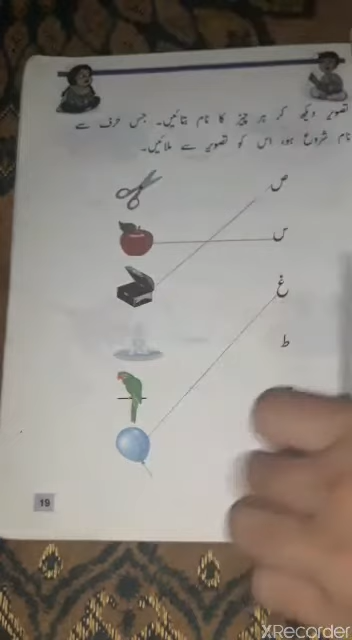 تصویر دیکھ کر ہر چیز کا نام بتائیں۔ جس حرف سے
نام شروع ہو، اس کو تصویر سے ملائیں۔
ص
س
غ
ط
19
XRecorder